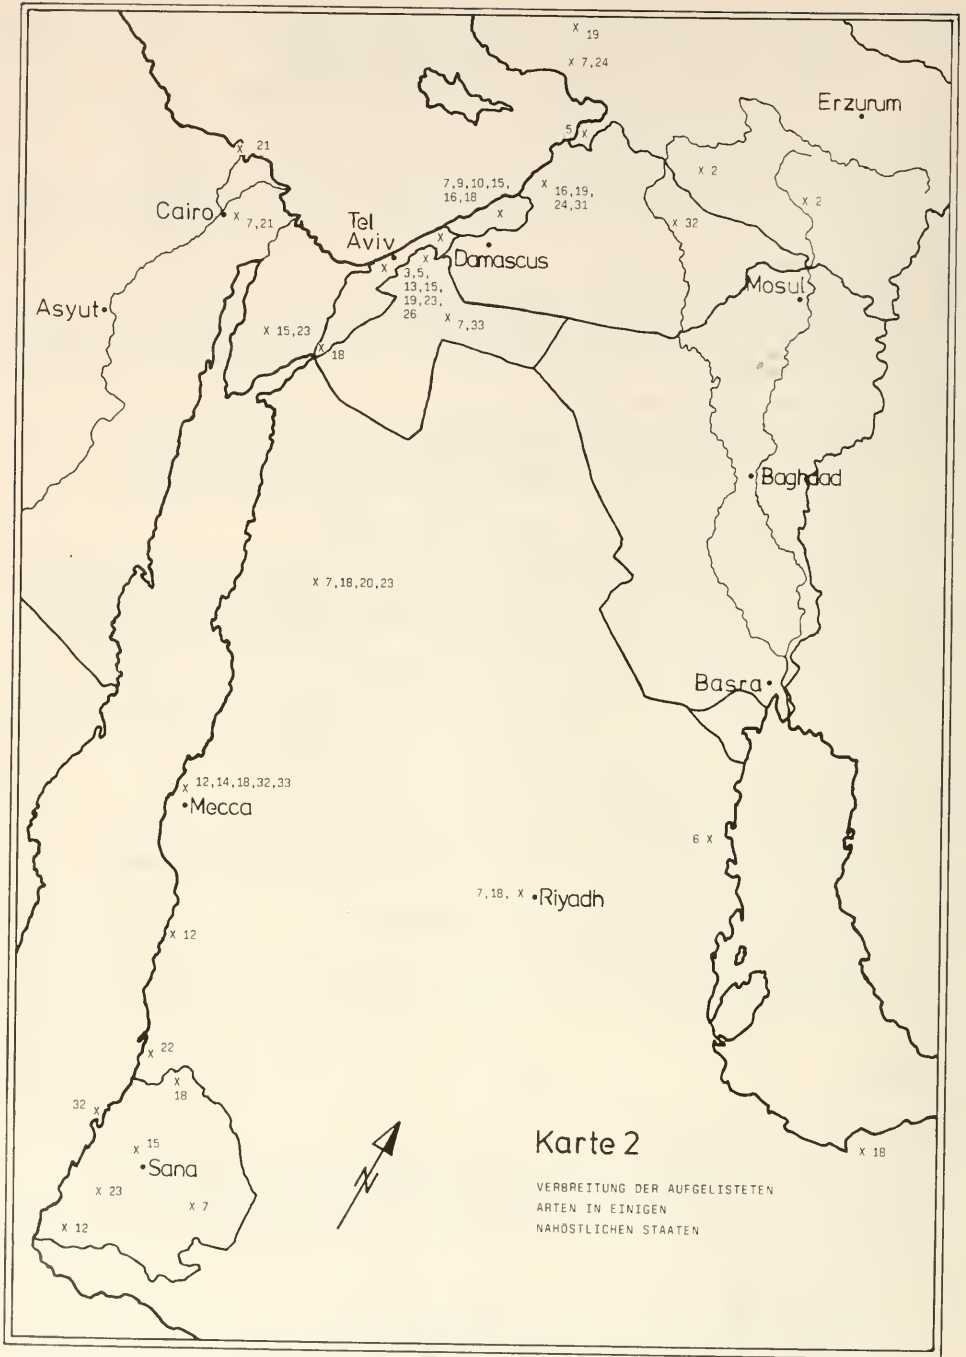 x 19
x 7,24
Erzurum
5 x
x 21
x 2
7,9,10,15,
16,18
x
x 16,19,
24,31
x 2
Cairo
x 7,21
Tel
Aviv
x
x 32
Damascus
x
x
3,5,
13,15,
19,23,
26
Mosul
Asyut
x 7,33
x 15,23
x 18
Baghdad
x 7,18,20,23
Basra
x 12,14,18,32,33
Mecca
6 x
7,18, x
Riyadh
x 12
x 22
x
18
32 x
x 15
Sana
x 23
x 7
x 12
N
x 18
Karte 2
VERBREITUNG DER AUFGELISTETEN
ARTEN IN EINIGEN
NAHÖSTLICHEN STAATEN